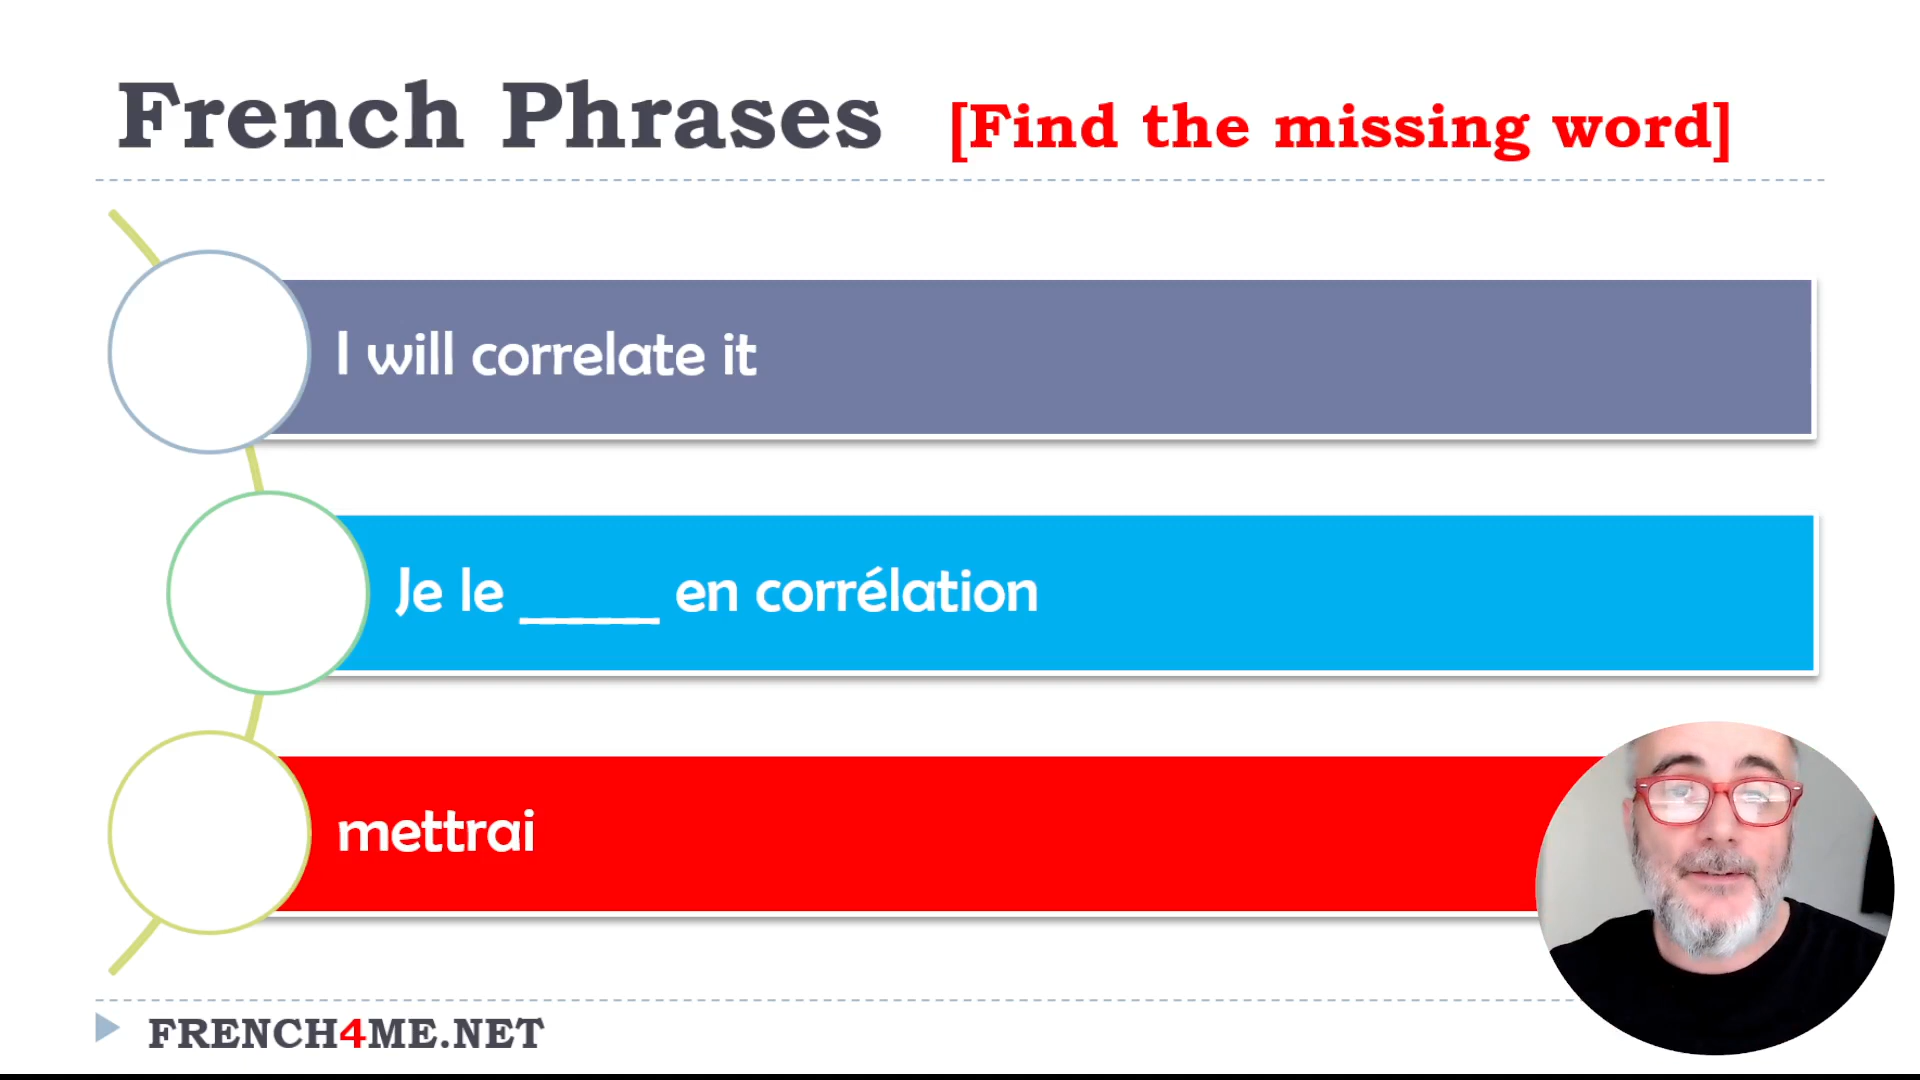 French Phrases [Find the missing word]
I will correlate it
Je le _____ en corrélation
mettrai
FRENCH4ME.NET